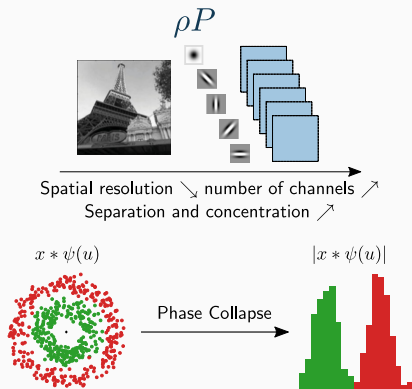 ρP
Spatial resolution ↘ number of channels ↗
Separation and concentration ↗
x ∗ ψ(u)
|x ∗ ψ(u)|
Phase Collapse